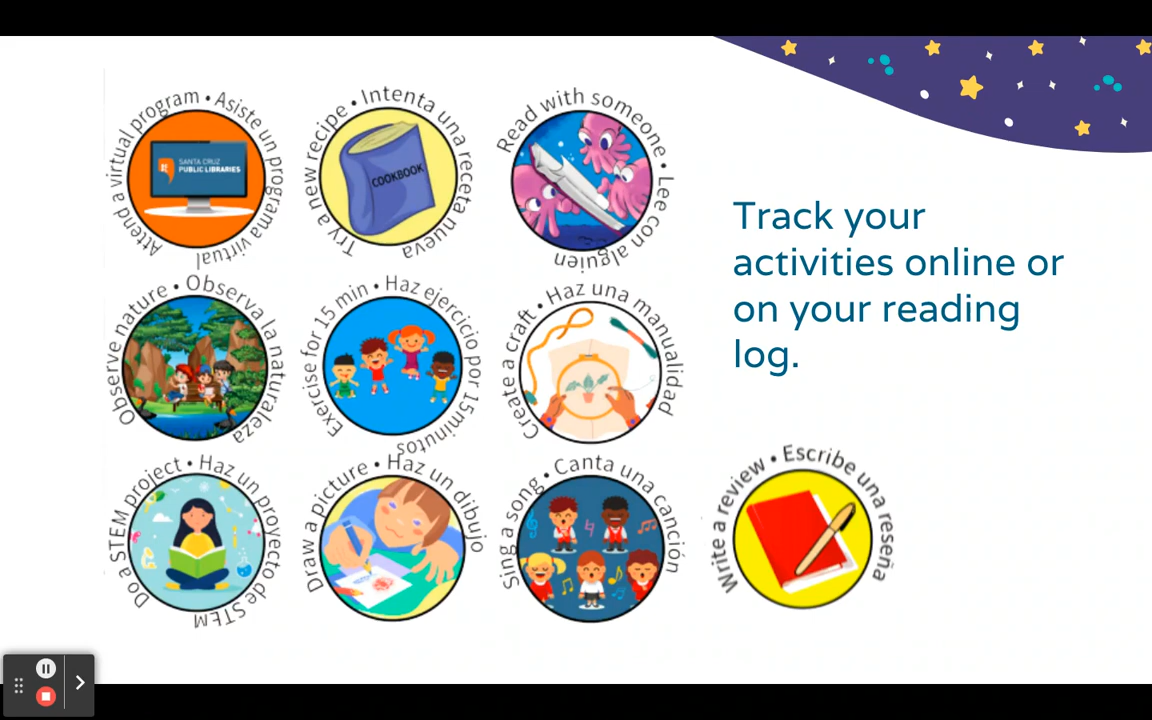 Attend a virtual program • Asiste un programa virtual
SANTA CRUZ
PUBLIC LIBRARIES
Try a new recipe • Intenta una receta nueva
COOKBOOK
Read with someone • Lee con alguien
Track your
activities online or
on your reading
log.
Observe nature • Observa la naturaleza
Exercise for 15 min • Haz ejercicio por 15minutos
Create a craft • Haz una manualidad
Do a STEM project • Haz un proyecto de STEM
Draw a picture • Haz un dibujo
Sing a song • Canta una canción
Write a review • Escribe una reseña